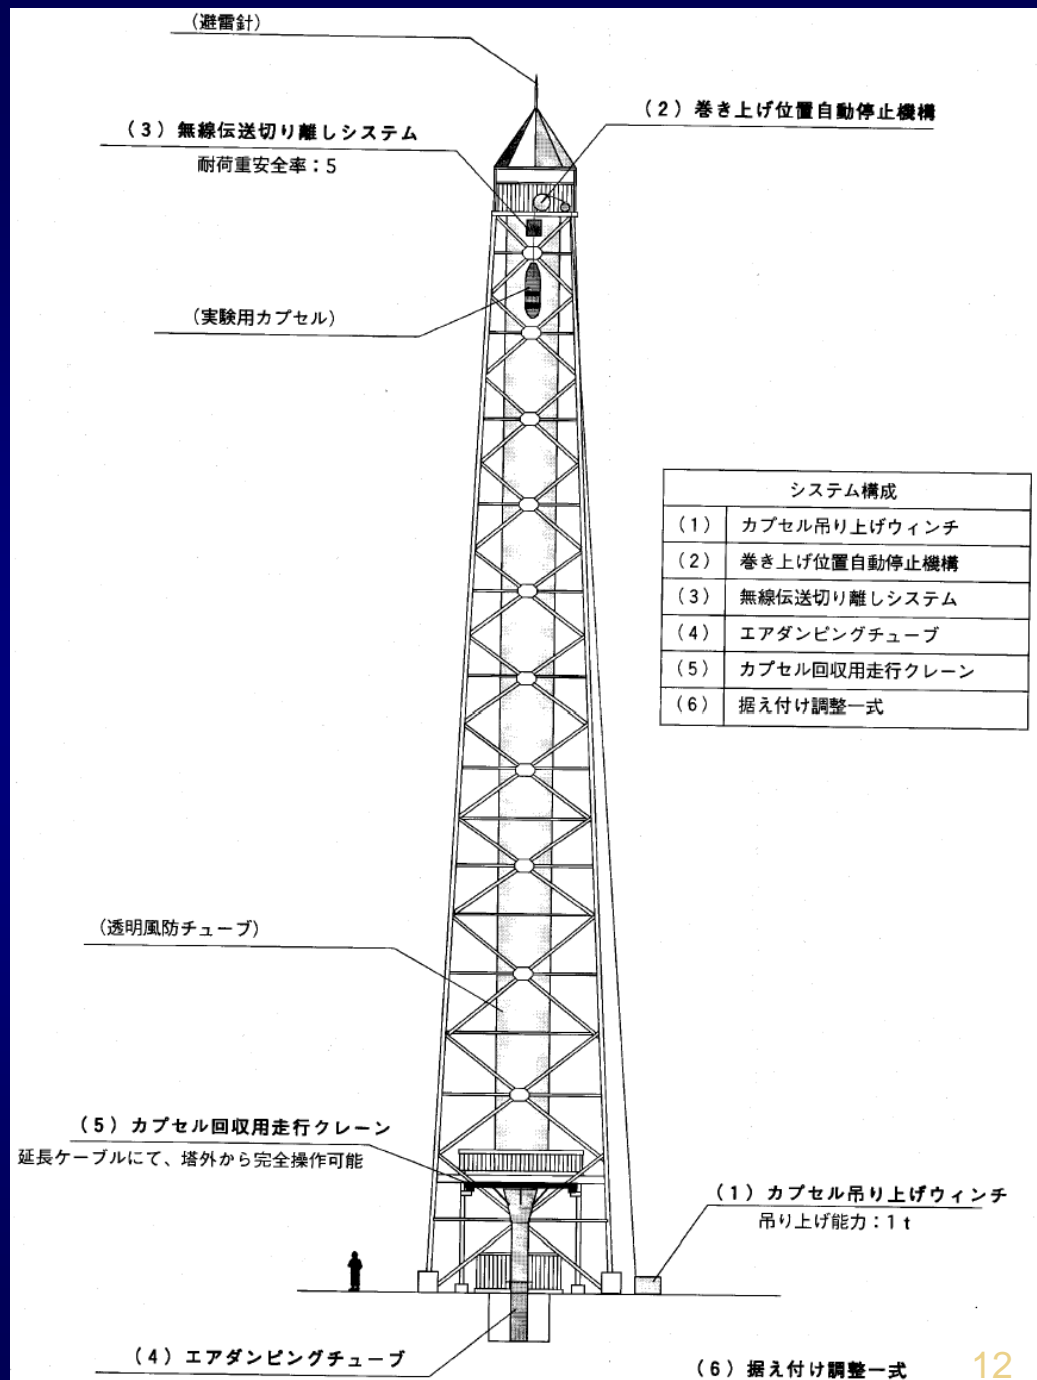 (避雷針)
(2)巻き上げ位置自動停止機構
(3)無線伝送切り離しシステム
耐荷重安全率:5
(実験用カプセル)
システム構成
(1) カプセル吊り上げウィンチ
(2) 巻き上げ位置自動停止機構
(3) 無線伝送切り離しシステム
(4) エアダンピングチューブ
(5) カプセル回収用走行クレーン
(6) 据え付け調整一式
(透明風防チューブ)
(5)カプセル回収用走行クレーン
延長ケーブルにて、塔外から完全操作可能
(1)カプセル吊り上げウィンチ
吊り上げ能力:1t
(4)エアダンピングチューブ
(6)据え付け調整一式
12